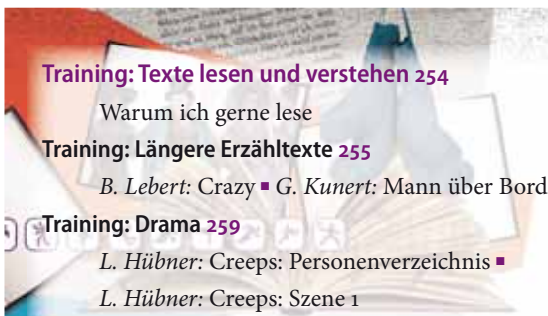 Training: Texte lesen und verstehen 254
Warum ich gerne lese
Training: Längere Erzähltexte 255
B. Lebert: Crazy ▪ G. Kunert: Mann über Bord
Training: Drama 259
L. Hübner: Creeps: Personenverzeichnis ▪
L. Hübner: Creeps: Szene 1